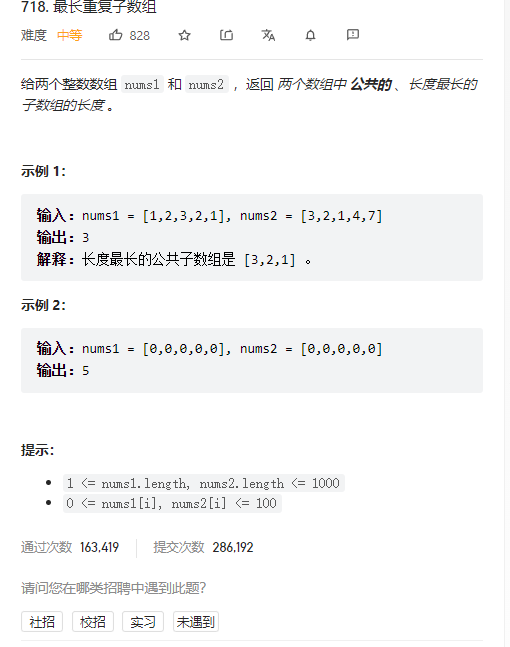 718. 最长重复子数组
难度 中等 828
给两个整数数组 nums1 和 nums2 ，返回 两个数组中 公共的 、长度最长的
子数组的长度 。
示例 1：
输入：nums1 = [1,2,3,2,1], nums2 = [3,2,1,4,7]
输出：3
解释：长度最长的公共子数组是 [3,2,1] 。
示例 2：
输入：nums1 = [0,0,0,0,0], nums2 = [0,0,0,0,0]
输出：5
提示：
1 <= nums1.length, nums2.length <= 1000
0 <= nums1[i], nums2[i] <= 100
通过次数 163,419 提交次数 286,192
请问您在哪类招聘中遇到此题？
社招 校招 实习 未遇到